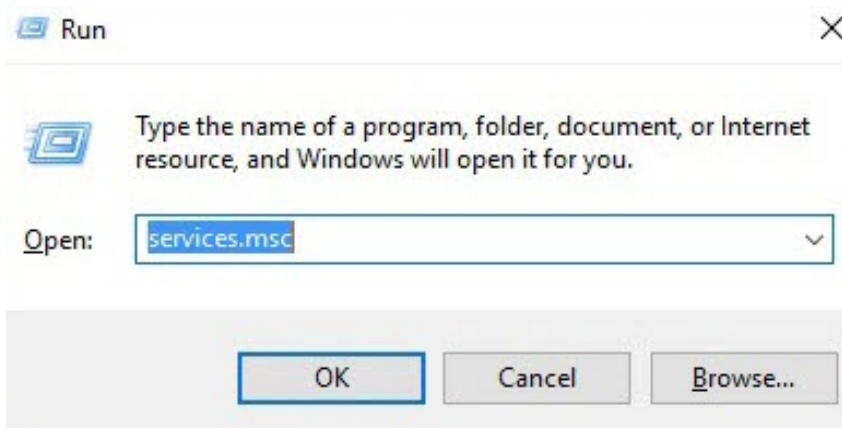 Run
Type the name of a program, folder, document, or Internet
resource, and Windows will open it for you.
Open: services.msc
OK Cancel Browse...